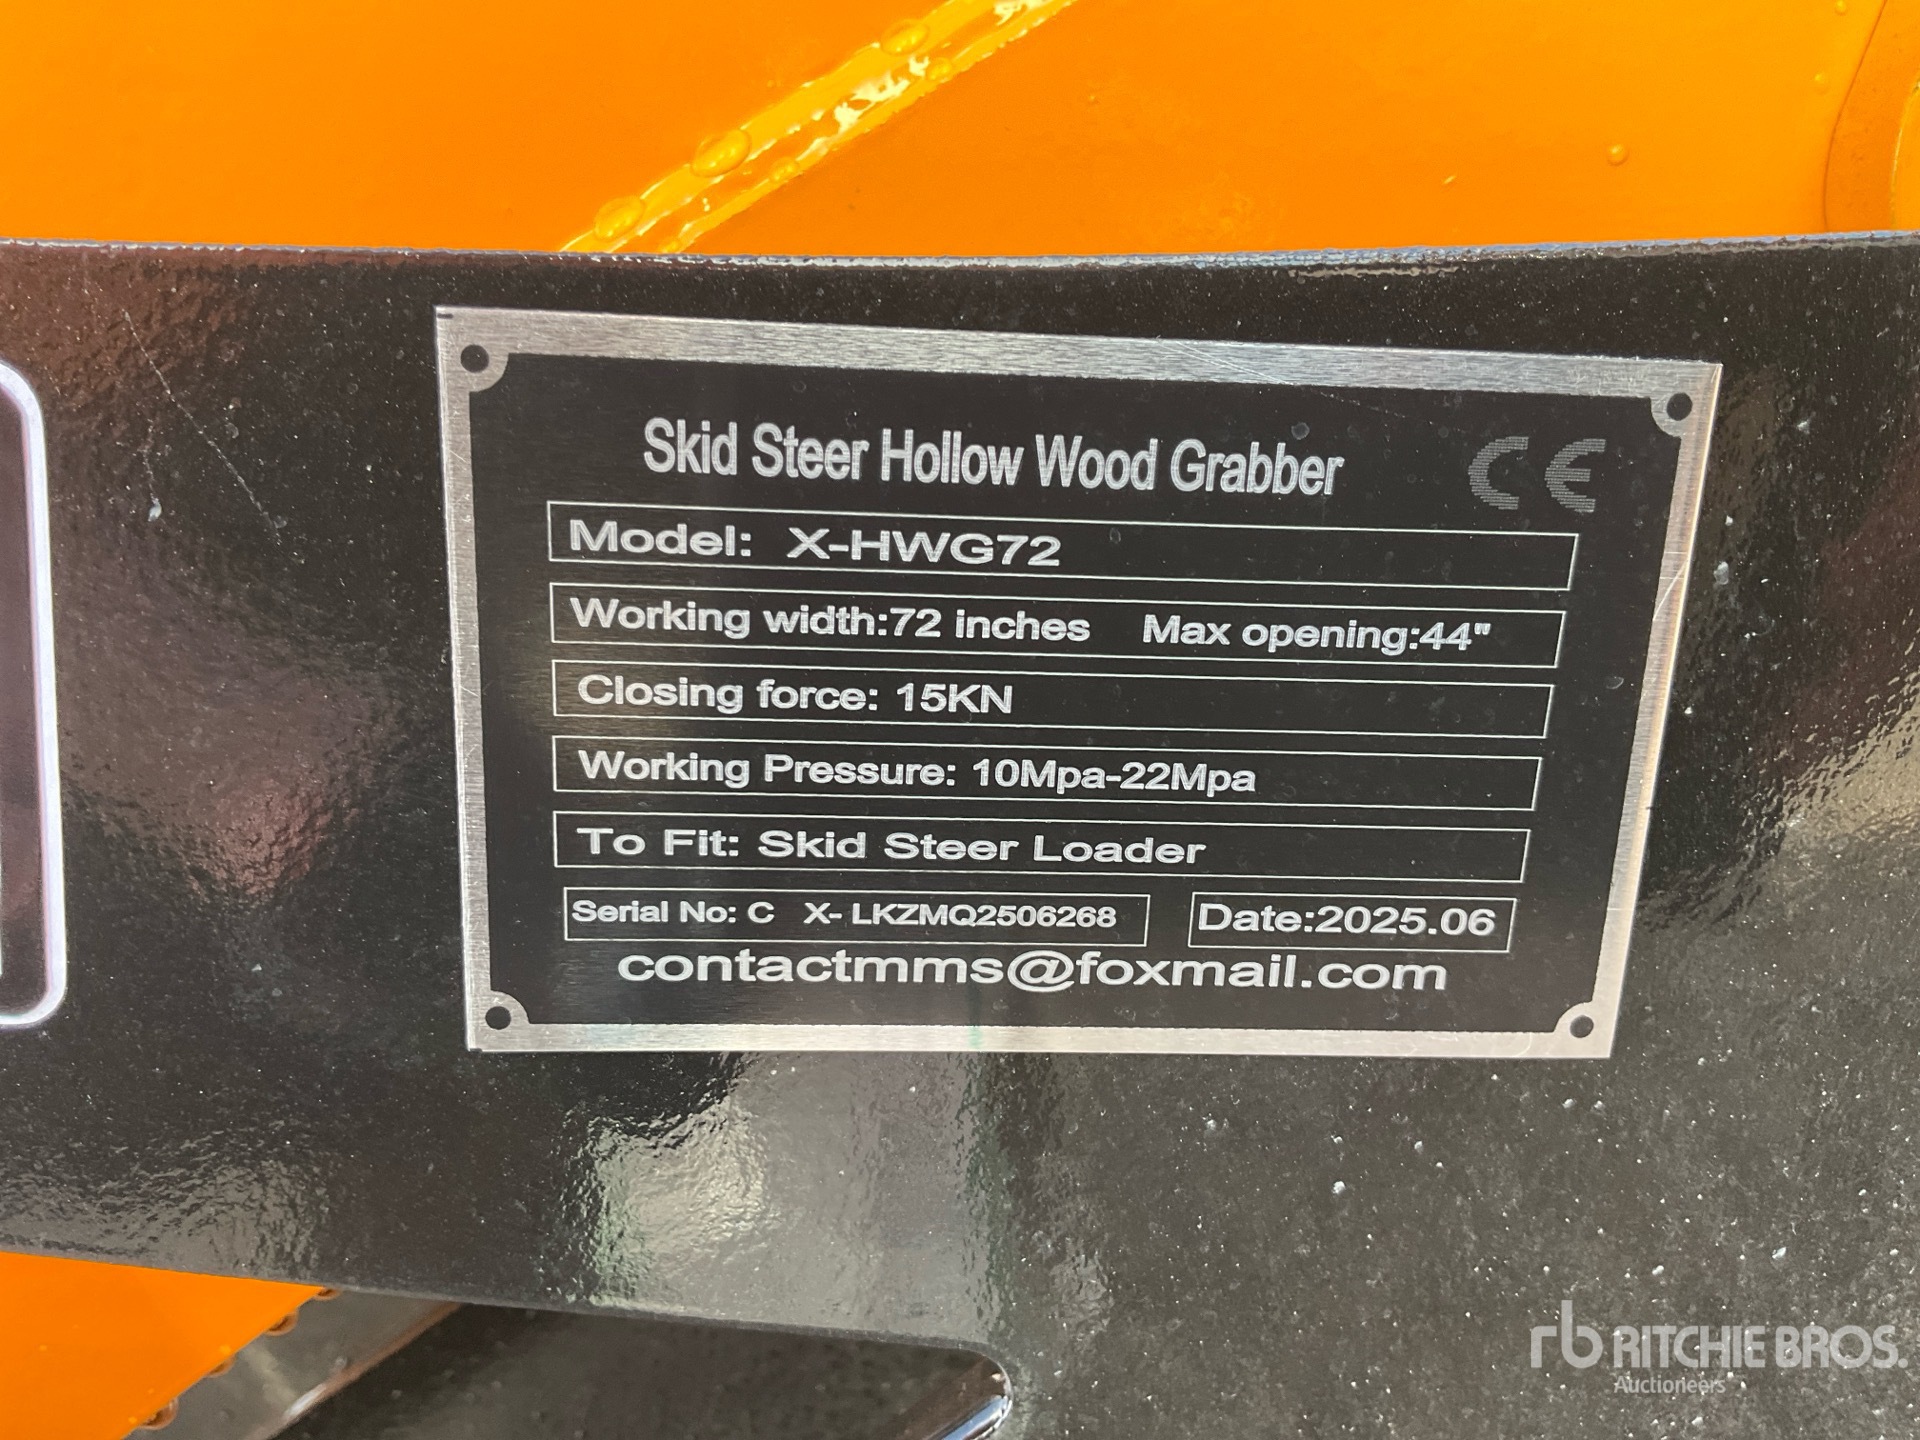 Skid Steer Hollow Wood Grabber CE
Model: X-HWG72
Working width:72 inches Max opening:44"
Closing force: 15KN
Working Pressure: 10Mpa-22Mpa
To Fit: Skid Steer Loader
Serial No: C X- LKZMQ2506268 Date:2025.06
contactmms@foxmail.com
rb RITCHIE BROS.
Auctioneers